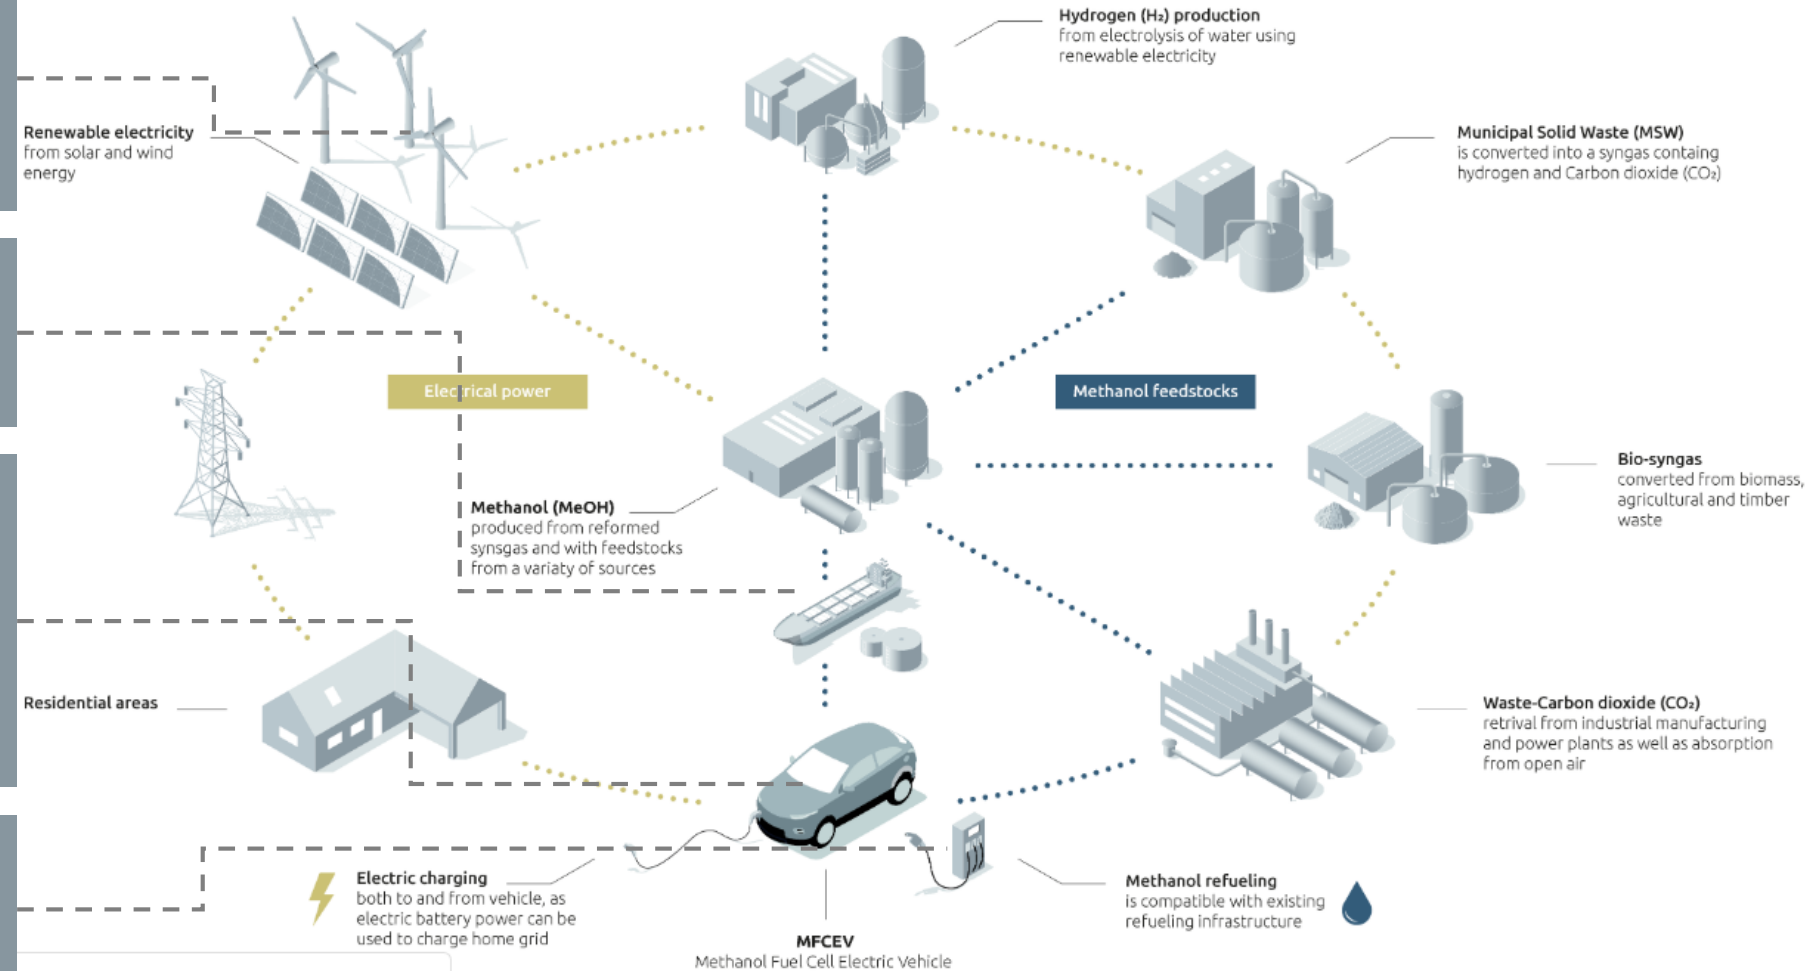 Hydrogen (H₂) production
from electrolysis of water using
renewable electricity
Renewable electricity
from solar and wind
energy
Municipal Solid Waste (MSW)
is converted into a syngas containg
hydrogen and Carbon dioxide (CO₂)
Electrical power
Methanol feedstocks
Methanol (MeOH)
produced from reformed
synsgas and with feedstocks
from a variaty of sources
Bio-syngas
converted from biomass,
agricultural and timber
waste
Residential areas
Waste-Carbon dioxide (CO₂)
retrival from industrial manufacturing
and power plants as well as absorption
from open air
Electric charging
both to and from vehicle, as
electric battery power can be
used to charge home grid
MFCEV
Methanol Fuel Cell Electric Vehicle
Methanol refueling
is compatible with existing
refueling infrastructure